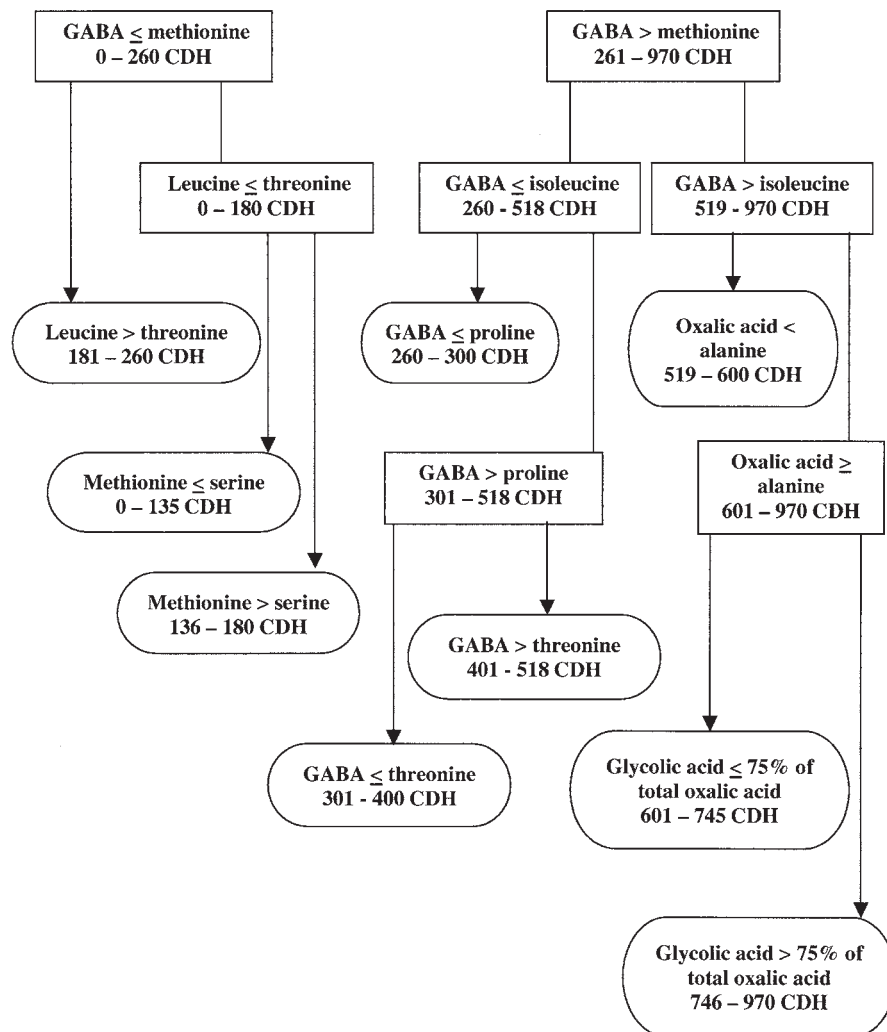 GABA ≤ methionine
0 – 260 CDH
GABA > methionine
261 – 970 CDH
Leucine ≤ threonine
0 – 180 CDH
GABA ≤ isoleucine
260 - 518 CDH
GABA > isoleucine
519 - 970 CDH
Leucine > threonine
181 – 260 CDH
GABA ≤ proline
260 – 300 CDH
Oxalic acid <
alanine
519 – 600 CDH
Methionine ≤ serine
0 – 135 CDH
GABA > proline
301 – 518 CDH
Oxalic acid ≥
alanine
601 – 970 CDH
Methionine > serine
136 – 180 CDH
GABA > threonine
401 - 518 CDH
GABA ≤ threonine
301 - 400 CDH
Glycolic acid ≤ 75% of
total oxalic acid
601 – 745 CDH
Glycolic acid > 75% of
total oxalic acid
746 – 970 CDH